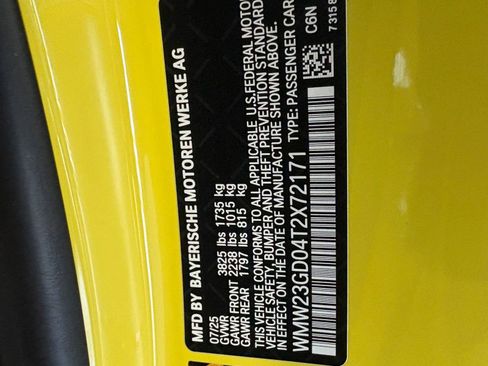 MFD BY BAYERISCHE MOTOREN WERKE AG
07/25
GVWR 3825 lbs 1735 kg
GAWR FRONT 2238 lbs 1015 kg
GAWR REAR 1797 lbs 815 kg
THIS VEHICLE CONFORMS TO ALL APPLICABLE U.S.FEDERAL MOTOR
VEHICLE SAFETY, BUMPER AND THEFT PREVENTION STANDARDS
IN EFFECT ON THE DATE OF MANUFACTURE SHOWN ABOVE.
WMW23GD04T2X72171 TYPE: PASSENGER CAR
C6N
73158